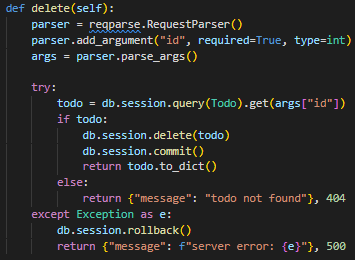 def delete(self):
    parser = reqparse.RequestParser()
    parser.add_argument("id", required=True, type=int)
    args = parser.parse_args()

    try:
        todo = db.session.query(Todo).get(args["id"])
        if todo:
            db.session.delete(todo)
            db.session.commit()
            return todo.to_dict()
        else:
            return {"message": "todo not found"}, 404
    except Exception as e:
        db.session.rollback()
        return {"message": f"server error: {e}"}, 500